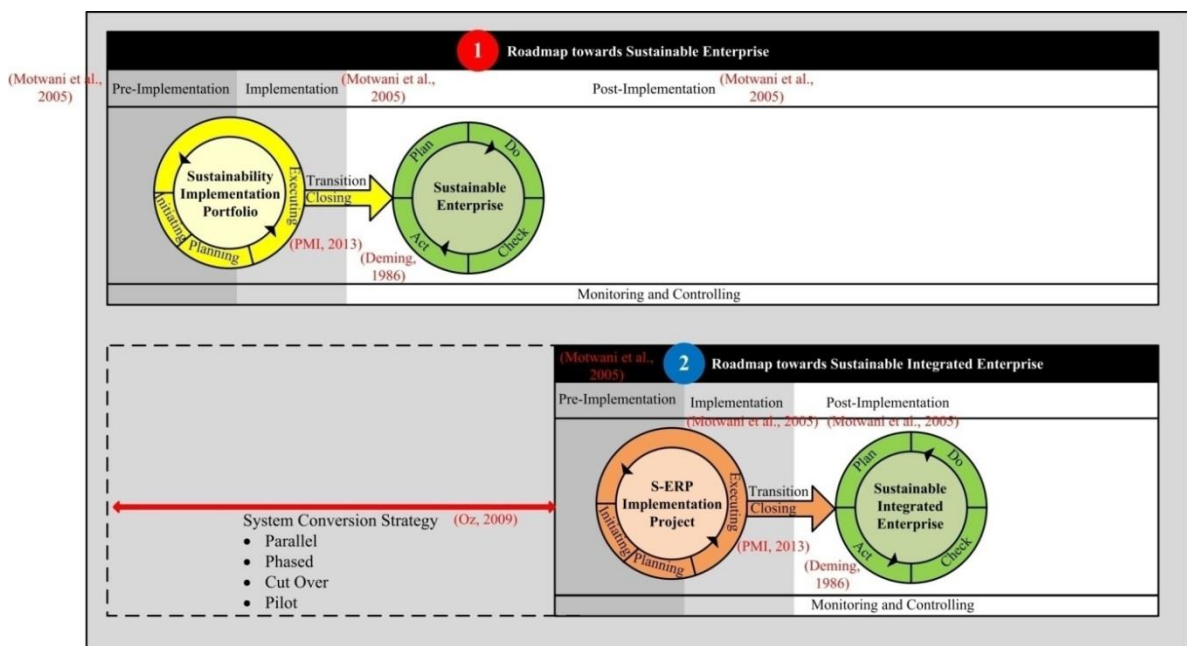 1 Roadmap towards Sustainable Enterprise
(Motwani et al.,
2005)
Pre-Implementation
Implementation
(Motwani et al.,
2005)
Post-Implementation
(Motwani et al.,
2005)
Sustainability
Implementation
Portfolio
Initiating
Planning
Executing
Transition
Closing
(PMI, 2013)
Plan
Do
Check
Act
Sustainable
Enterprise
(Deming,
1986)
Monitoring and Controlling
(Motwani et al.,
2005)
2 Roadmap towards Sustainable Integrated Enterprise
Pre-Implementation
Implementation
(Motwani et al., 2005)
Post-Implementation
(Motwani et al., 2005)
S-ERP
Implementation
Project
Initiating
Planning
Executing
Transition
Closing
(PMI, 2013)
Plan
Do
Check
Act
Sustainable
Integrated
Enterprise
(Deming,
1986)
Monitoring and Controlling
System Conversion Strategy (Oz, 2009)
• Parallel
• Phased
• Cut Over
• Pilot